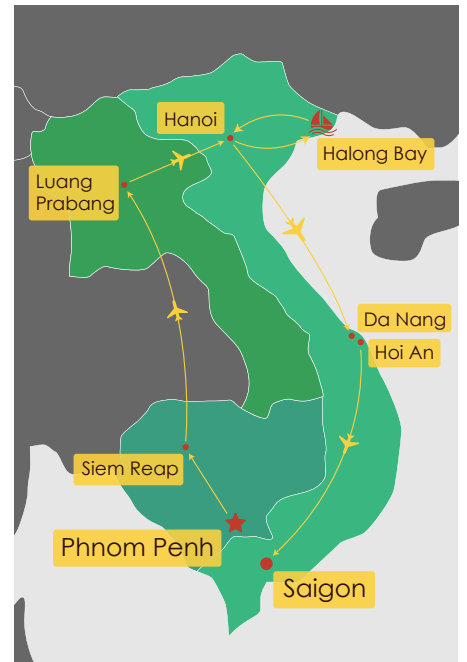 Hanoi
Halong Bay
Luang
Prabang
Da Nang
Hoi An
Siem Reap
Phnom Penh
Saigon